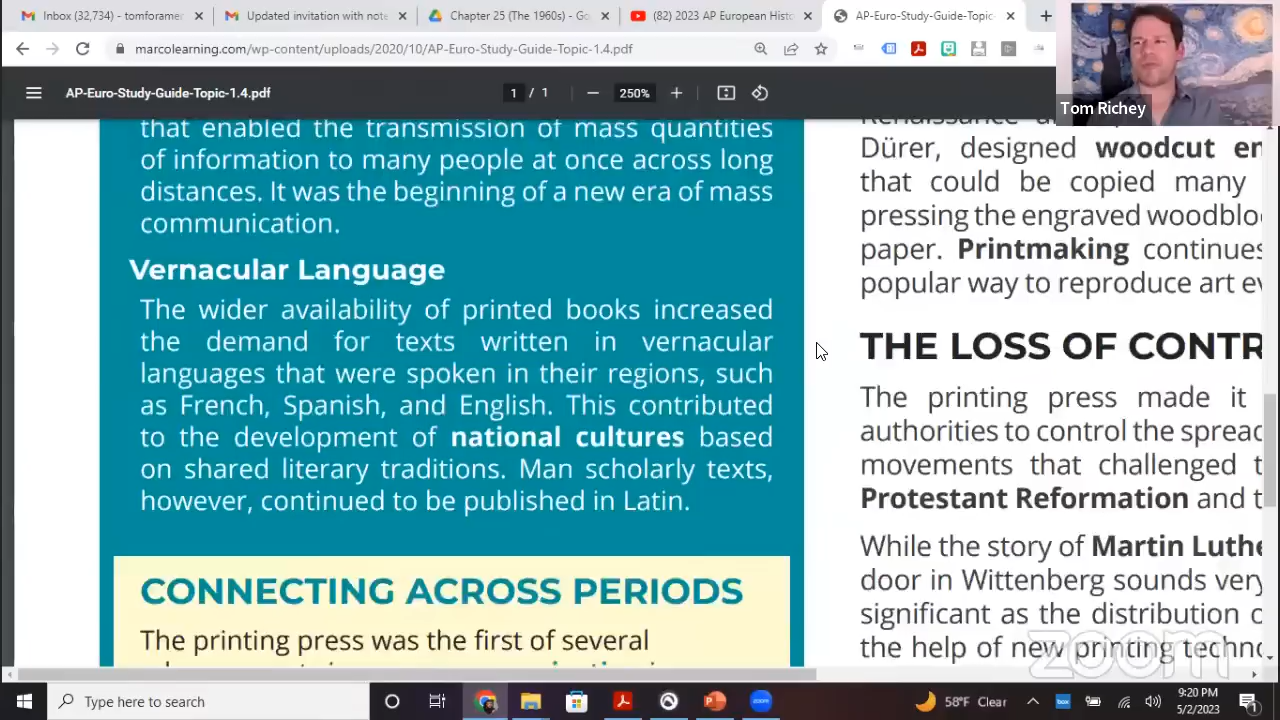 Inbox (32,734) - tomframe
Updated invitation with note
Chapter 25 (The 1960s) - Go
(82) 2023 AP European Hist
AP-Euro-Study-Guide-Topic-
marcolearning.com/wp-content/uploads/2020/10/AP-Euro-Study-Guide-Topic-1.4.pdf
AP-Euro-Study-Guide-Topic-1.4.pdf
1 / 1
250%
Tom Richey
that enabled the transmission of mass quantities
of information to many people at once across long
distances. It was the beginning of a new era of mass
communication.
Vernacular Language
The wider availability of printed books increased
the demand for texts written in vernacular
languages that were spoken in their regions, such
as French, Spanish, and English. This contributed
to the development of national cultures based
on shared literary traditions. Man scholarly texts,
however, continued to be published in Latin.
CONNECTING ACROSS PERIODS
The printing press was the first of several
Renaissance
Dürer, designed woodcut en
that could be copied many
pressing the engraved woodblo
paper. Printmaking continues
popular way to reproduce art ev
THE LOSS OF CONTR
The printing press made it
authorities to control the spread
movements that challenged t
Protestant Reformation and t
While the story of Martin Luthe
door in Wittenberg sounds very
significant as the distribution o
the help of new printing techno
zoom
Type here to search
zoom
box
58°F Clear
9:20 PM
5/2/2023
1